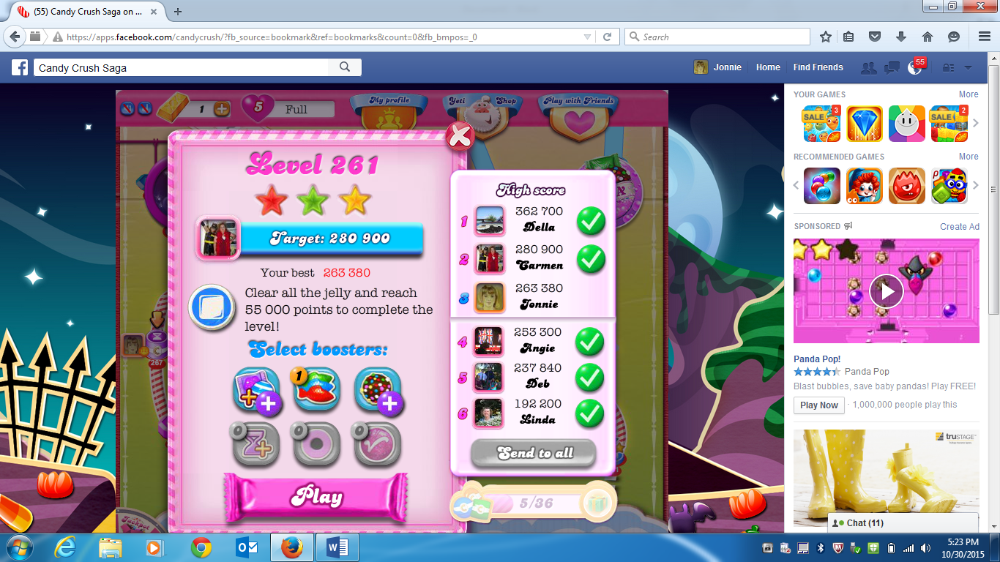 (55) Candy Crush Saga on ...
https://apps.facebook.com/candycrush/?fb_source=bookmark&ref=bookmarks&count=0&fb_bmpos=_0
Search
Candy Crush Saga
Jonnie
Home
Find Friends
55
1
5
Full
My profile
Yeti Shop
Play with Friends
Level 261
Target: 280 900
Your best 263 380
Clear all the jelly and reach
55 000 points to complete the
level!
Select boosters:
1
0
0
0
Play
267
Jackpot
High score
1
362 700
Della
2
280 900
Carmen
3
263 380
Jonnie
4
253 300
Angie
5
237 840
Deb
6
192 200
Linda
Send to all
5/36
YOUR GAMES
More
SALE
3
SALE
2
RECOMMENDED GAMES
More
SPONSORED
Create Ad
Panda Pop!
Panda Pop
Blast bubbles, save baby pandas! Play FREE!
Play Now
· 1,000,000 people play this
TRUSTAGE
Chat (11)
5:23 PM
10/30/2015